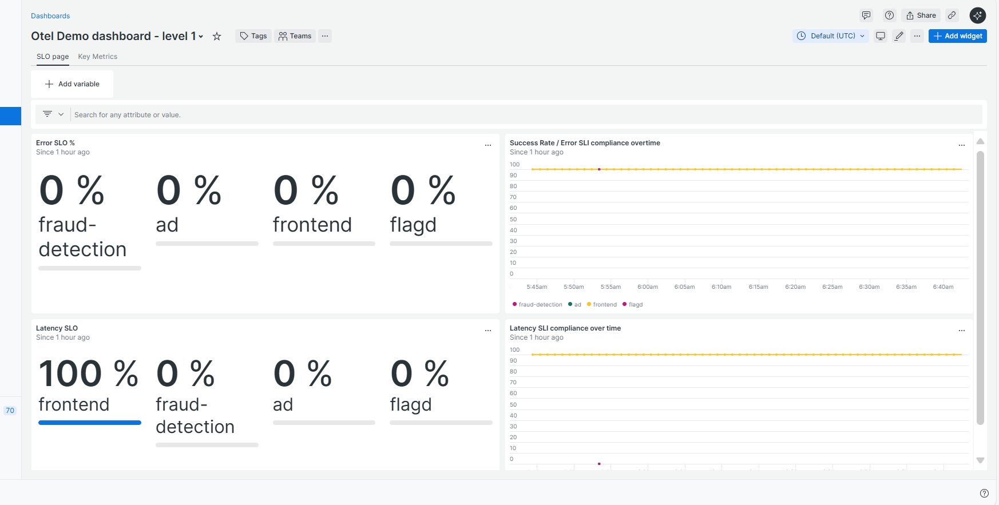 Dashboards
Share
Otel Demo dashboard - level 1
Tags
Teams
Default (UTC)
Add widget
SLO page
Key Metrics
Add variable
Search for any attribute or value.
Error SLO %
Since 1 hour ago
0 %
fraud-
detection
0 %
ad
0 %
frontend
0 %
flagd
Success Rate / Error SLI compliance overtime
Since 1 hour ago
100
90
80
70
60
50
40
30
20
10
0
5:45am 5:50am 5:55am 6:00am 6:05am 6:10am 6:15am 6:20am 6:25am 6:30am 6:35am 6:40am
fraud-detection ad frontend flagd
Latency SLO
Since 1 hour ago
100 %
frontend
0 %
fraud-
detection
0 %
ad
0 %
flagd
Latency SLI compliance over time
Since 1 hour ago
100
90
80
70
60
50
40
30
20
10
0
70